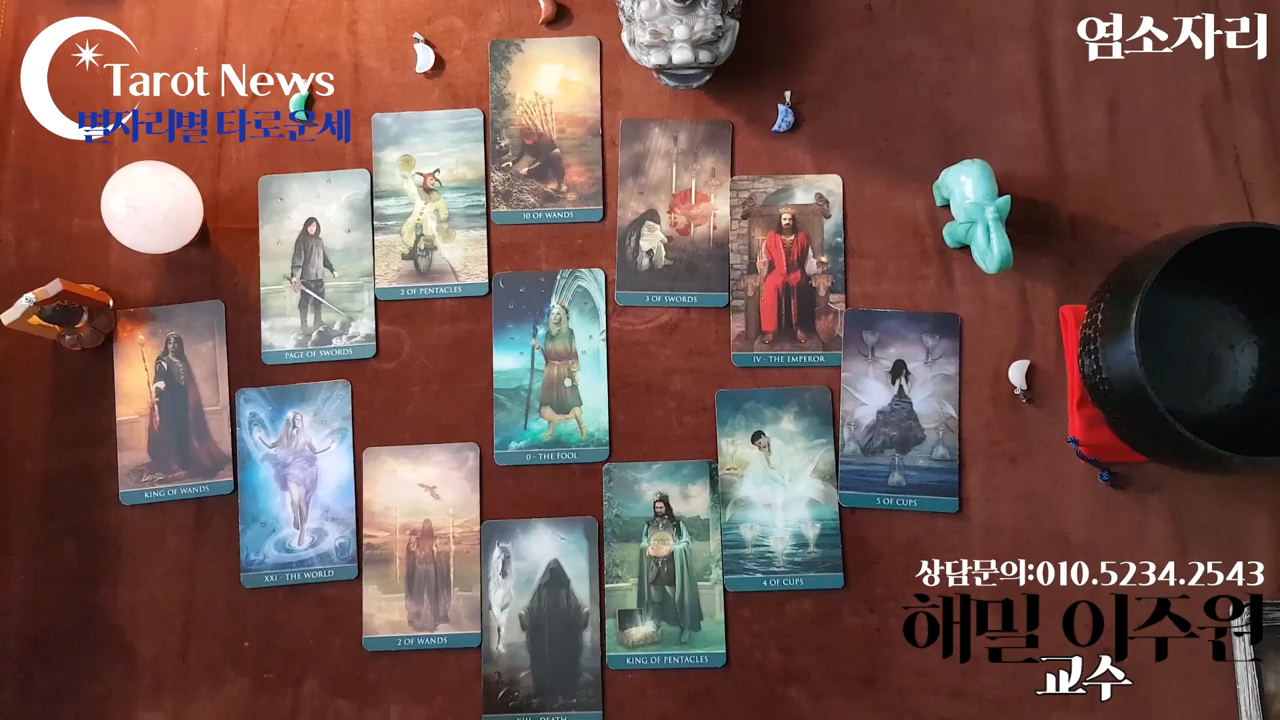 염소자리
Tarot News
별자리별 타로운세
10 OF WANDS
2 OF PENTACLES
3 OF SWORDS
PAGE OF SWORDS
IV - THE EMPEROR
0 - THE FOOL
KING OF WANDS
5 OF CUPS
XXI - THE WORLD
4 OF CUPS
2 OF WANDS
KING OF PENTACLES
XIII - DEATH
상담문의:010.5234.2543
해밀 이주원
교수